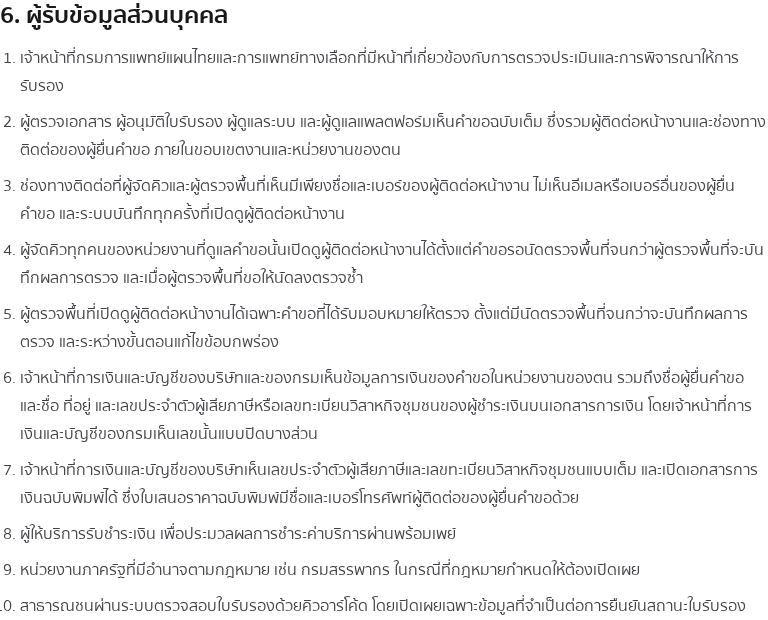 6. ผู้รับข้อมูลส่วนบุคคล
1. เจ้าหน้าที่กรมการแพทย์แผนไทยและการแพทย์ทางเลือกที่มีหน้าที่เกี่ยวข้องกับการตรวจประเมินและการพิจารณาให้การ
รับรอง
2. ผู้ตรวจเอกสาร ผู้อนุมัติใบรับรอง ผู้ดูแลระบบ และผู้ดูแลแพลตฟอร์มเห็นคำขอฉบับเต็ม ซึ่งรวมผู้ติดต่อหน้างานและช่องทาง
ติดต่อของผู้ยื่นคำขอ ภายในขอบเขตงานและหน่วยงานของตน
3. ช่องทางติดต่อที่ผู้จัดคิวและผู้ตรวจพื้นที่เห็นมีเพียงชื่อและเบอร์ของผู้ติดต่อหน้างาน ไม่เห็นอีเมลหรือเบอร์อื่นของผู้ยื่น
คำขอ และระบบบันทึกทุกครั้งที่เปิดดูผู้ติดต่อหน้างาน
4. ผู้จัดคิวทุกคนของหน่วยงานที่ดูแลคำขอนั้นเปิดดูผู้ติดต่อหน้างานได้ตั้งแต่คำขอรอนัดตรวจพื้นที่จนกว่าผู้ตรวจพื้นที่จะบัน
ทึกผลการตรวจ และเมื่อผู้ตรวจพื้นที่ขอให้นัดลงตรวจซ้ำ
5. ผู้ตรวจพื้นที่เปิดดูผู้ติดต่อหน้างานได้เฉพาะคำขอที่ได้รับมอบหมายให้ตรวจ ตั้งแต่มีนัดตรวจพื้นที่จนกว่าจะบันทึกผลการ
ตรวจ และระหว่างขั้นตอนแก้ไขข้อบกพร่อง
6. เจ้าหน้าที่การเงินและบัญชีของบริษัทและของกรมเห็นข้อมูลการเงินของคำขอในหน่วยงานของตน รวมถึงชื่อผู้ยื่นคำขอ
และชื่อ ที่อยู่ และเลขประจำตัวผู้เสียภาษีหรือเลขทะเบียนวิสาหกิจชุมชนของผู้ชำระเงินบนเอกสารการเงิน โดยเจ้าหน้าที่การ
เงินและบัญชีของกรมเห็นเลขนั้นแบบปิดบางส่วน
7. เจ้าหน้าที่การเงินและบัญชีของบริษัทเห็นเลขประจำตัวผู้เสียภาษีและเลขทะเบียนวิสาหกิจชุมชนแบบเต็ม และเปิดเอกสารการ
เงินฉบับพิมพ์ได้ ซึ่งใบเสนอราคาฉบับพิมพ์มีชื่อและเบอร์โทรศัพท์ผู้ติดต่อของผู้ยื่นคำขอด้วย
8. ผู้ให้บริการรับชำระเงิน เพื่อประมวลผลการชำระค่าบริการผ่านพร้อมเพย์
9. หน่วยงานภาครัฐที่มีอำนาจตามกฎหมาย เช่น กรมสรรพากร ในกรณีที่กฎหมายกำหนดให้ต้องเปิดเผย
10. สาธารณชนผ่านระบบตรวจสอบใบรับรองด้วยคิวอาร์โค้ด โดยเปิดเผยเฉพาะข้อมูลที่จำเป็นต่อการยืนยันสถานะใบรับรอง